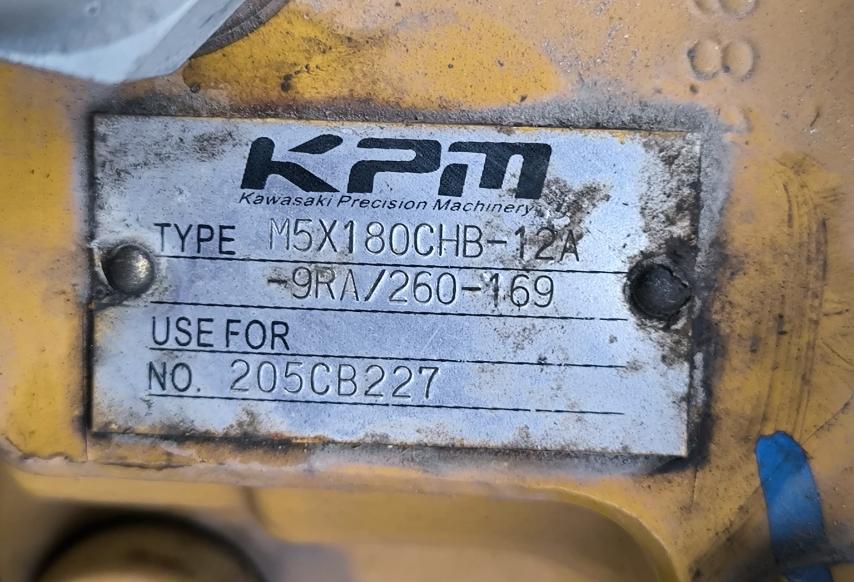 KPM
Kawasaki Precision Machinery
TYPE M5X180CHB-12A
-9RA/260-169
USE FOR
NO. 205CB227